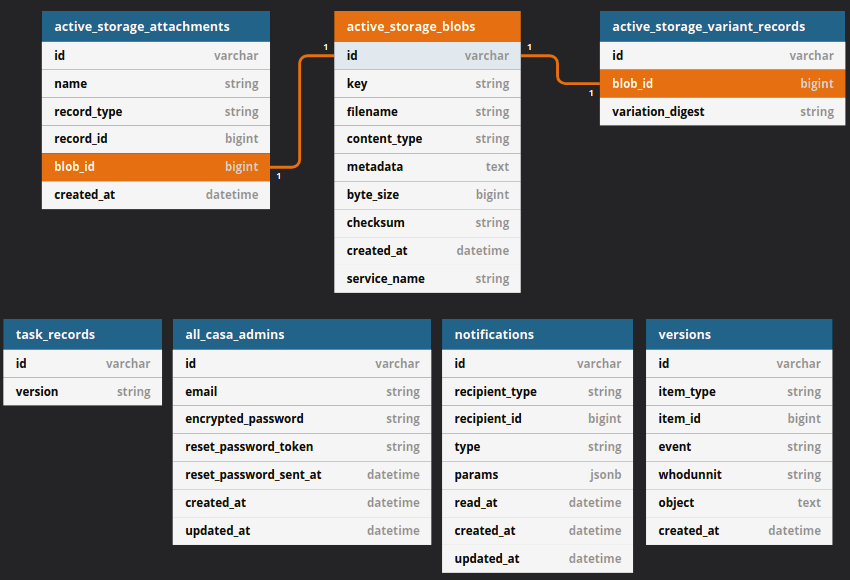 active_storage_attachments
id varchar
name string
record_type string
record_id bigint
blob_id bigint
created_at datetime
1
1
active_storage_blobs
id varchar
key string
filename string
content_type string
metadata text
byte_size bigint
checksum string
created_at datetime
service_name string
1
1
active_storage_variant_records
id varchar
blob_id bigint
variation_digest string
task_records
id varchar
version string
all_casa_admins
id varchar
email string
encrypted_password string
reset_password_token string
reset_password_sent_at datetime
created_at datetime
updated_at datetime
notifications
id varchar
recipient_type string
recipient_id bigint
type string
params jsonb
read_at datetime
created_at datetime
updated_at datetime
versions
id varchar
item_type string
item_id bigint
event string
whodunnit string
object text
created_at datetime